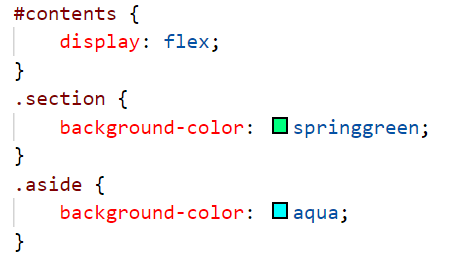 #contents {
    display: flex;
}
.section {
    background-color: springgreen;
}
.aside {
    background-color: aqua;
}